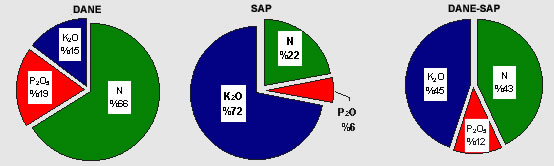 DANE
K2O
%15
P2O5
%19
N
%66
SAP
N
%22
K2O
%72
P2O
%6
DANE-SAP
K2O
%45
N
%43
P2O5
%12